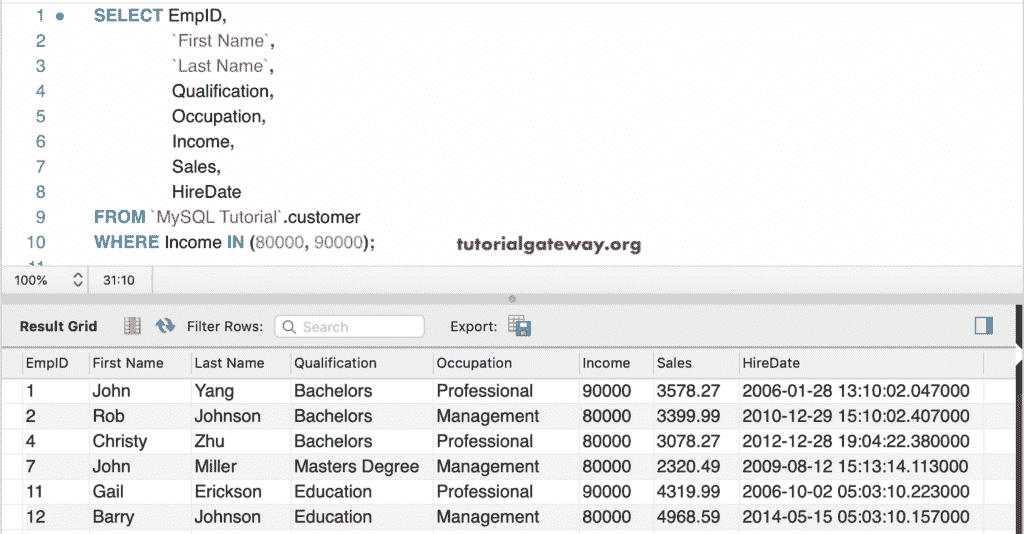 1 SELECT EmpID,
2 `First Name`,
3 `Last Name`,
4 Qualification,
5 Occupation,
6 Income,
7 Sales,
8 HireDate
9 FROM `MySQL Tutorial`.customer
10 WHERE Income IN (80000, 90000); tutorialgateway.org
100% 31:10
Result Grid Filter Rows: Search Export:
EmpID First Name Last Name Qualification Occupation Income Sales HireDate
1 John Yang Bachelors Professional 90000 3578.27 2006-01-28 13:10:02.047000
2 Rob Johnson Bachelors Management 80000 3399.99 2010-12-29 15:10:02.407000
4 Christy Zhu Bachelors Professional 80000 3078.27 2012-12-28 19:04:22.380000
7 John Miller Masters Degree Management 80000 2320.49 2009-08-12 15:13:14.113000
11 Gail Erickson Education Professional 90000 4319.99 2006-10-02 05:03:10.223000
12 Barry Johnson Education Management 80000 4968.59 2014-05-15 05:03:10.157000